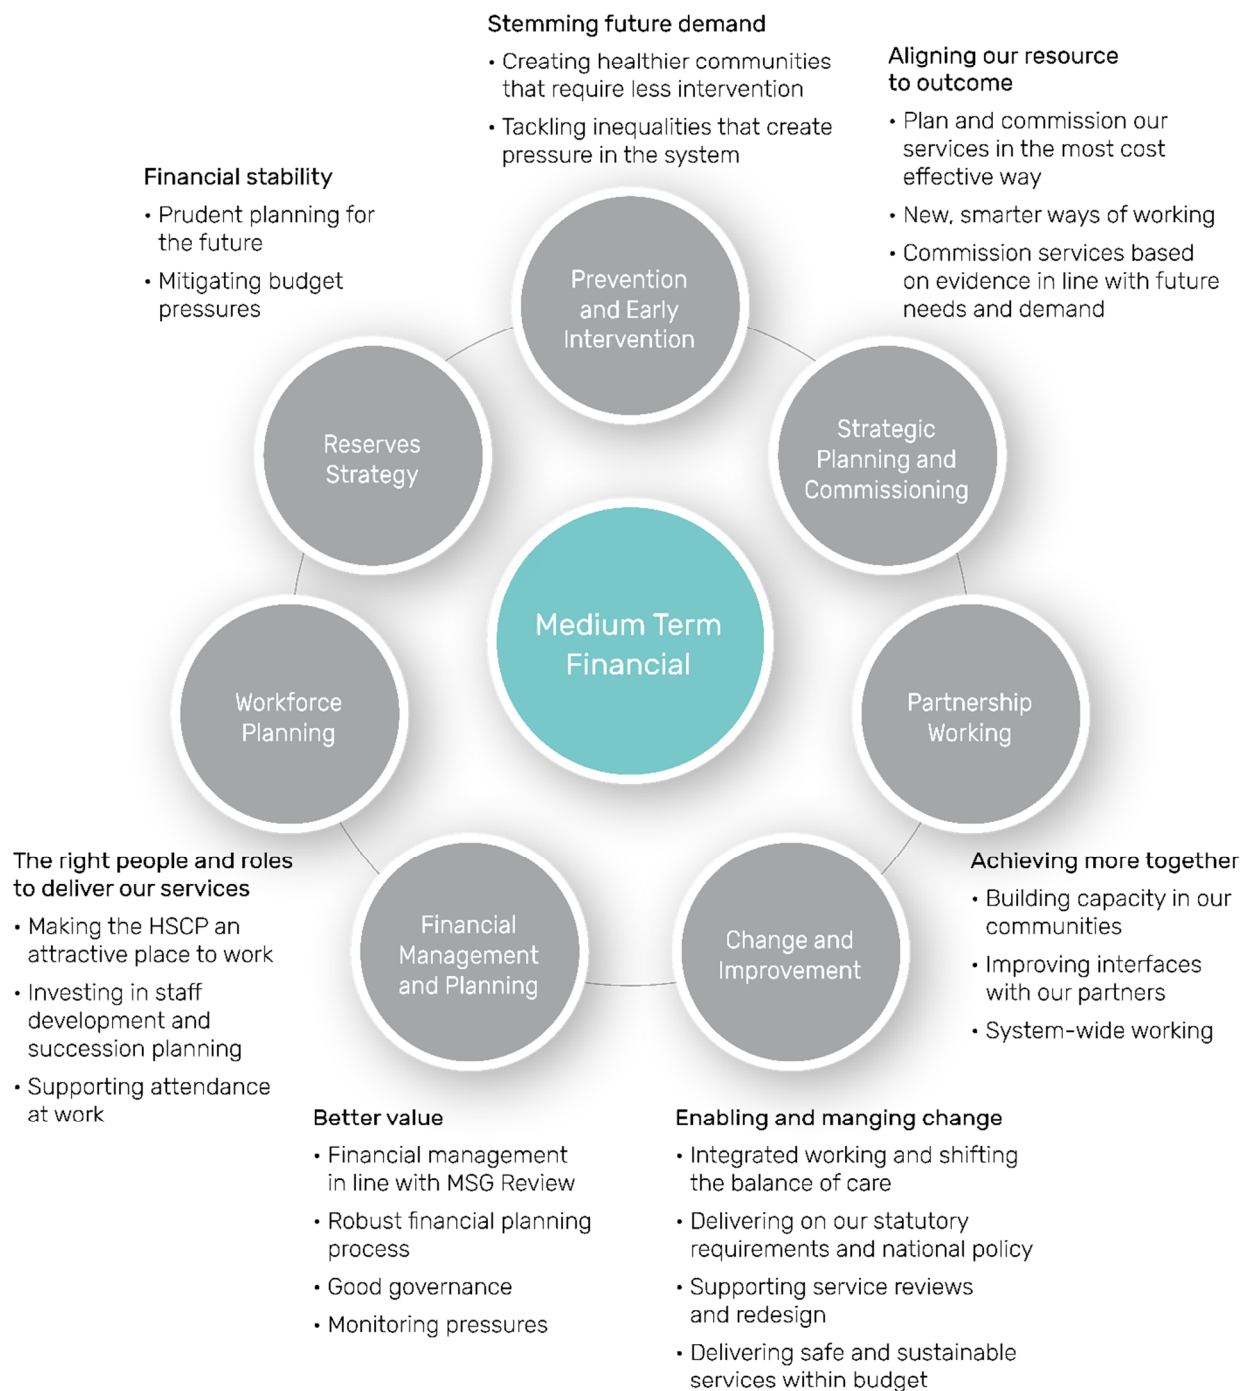 Stemming future demand
• Creating healthier communities
that require less intervention
• Tackling inequalities that create
pressure in the system
Aligning our resource
to outcome
• Plan and commission our
services in the most cost
effective way
• New, smarter ways of working
• Commission services based
on evidence in line with future
needs and demand
Financial stability
• Prudent planning for
the future
• Mitigating budget
pressures
Prevention
and Early
Intervention
Reserves
Strategy
Strategic
Planning and
Commissioning
Medium Term
Financial
Workforce
Planning
Partnership
Working
The right people and roles
to deliver our services
• Making the HSCP an
attractive place to work
• Investing in staff
development and
succession planning
• Supporting attendance
at work
Financial
Management
and Planning
Change and
Improvement
Achieving more together
• Building capacity in our
communities
• Improving interfaces
with our partners
• System-wide working
Better value
• Financial management
in line with MSG Review
• Robust financial planning
process
• Good governance
• Monitoring pressures
Enabling and manging change
• Integrated working and shifting
the balance of care
• Delivering on our statutory
requirements and national policy
• Supporting service reviews
and redesign
• Delivering safe and sustainable
services within budget